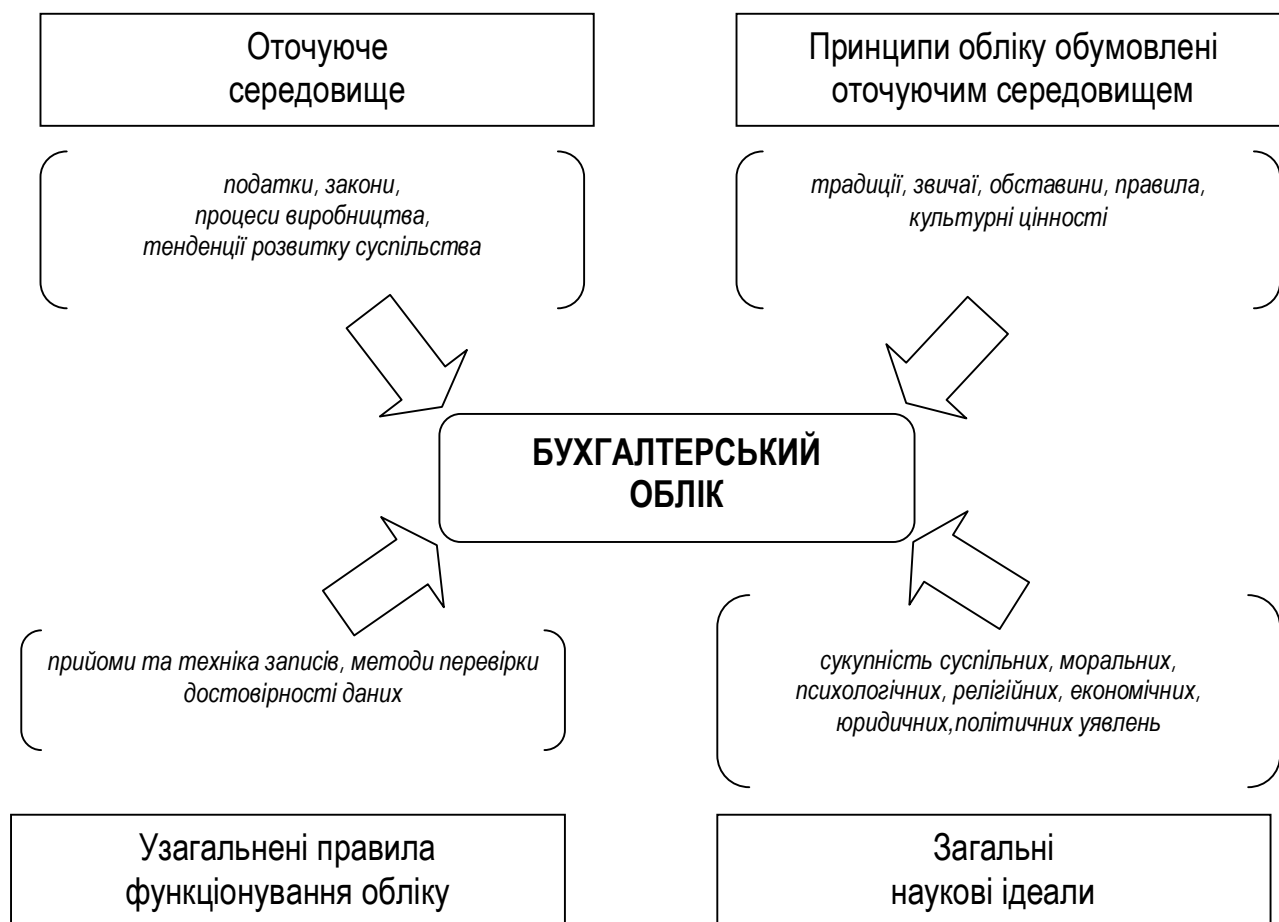 Оточуюче
середовище
Принципи обліку обумовлені
оточуючим середовищем
податки, закони,
процеси виробництва,
тенденції розвитку суспільства
традиції, звичаї, обставини, правила,
культурні цінності
БУХГАЛТЕРСЬКИЙ
ОБЛІК
прийоми та техніка записів, методи перевірки
достовірності даних
сукупність суспільних, моральних,
психологічних, релігійних, економічних,
юридичних,політичних уявлень
Узагальнені правила
функціонування обліку
Загальні
наукові ідеали